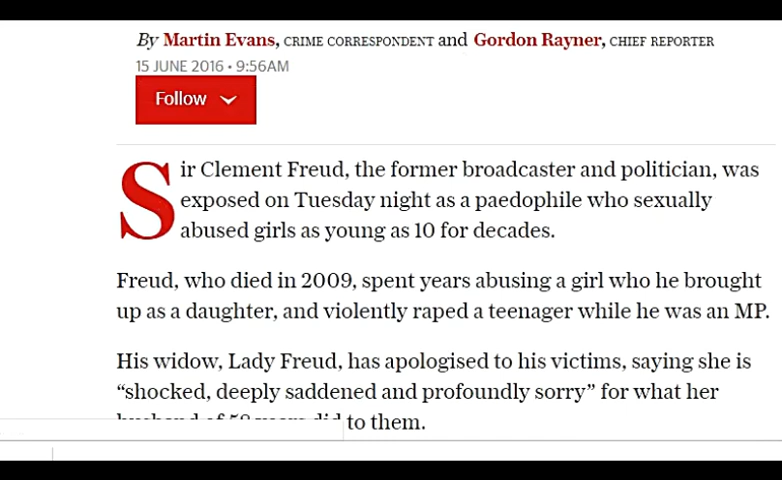 By Martin Evans, CRIME CORRESPONDENT and Gordon Rayner, CHIEF REPORTER
15 JUNE 2016 • 9:56AM
Follow
Sir Clement Freud, the former broadcaster and politician, was
exposed on Tuesday night as a paedophile who sexually
abused girls as young as 10 for decades.
Freud, who died in 2009, spent years abusing a girl who he brought
up as a daughter, and violently raped a teenager while he was an MP.
His widow, Lady Freud, has apologised to his victims, saying she is
“shocked, deeply saddened and profoundly sorry” for what her
to them.